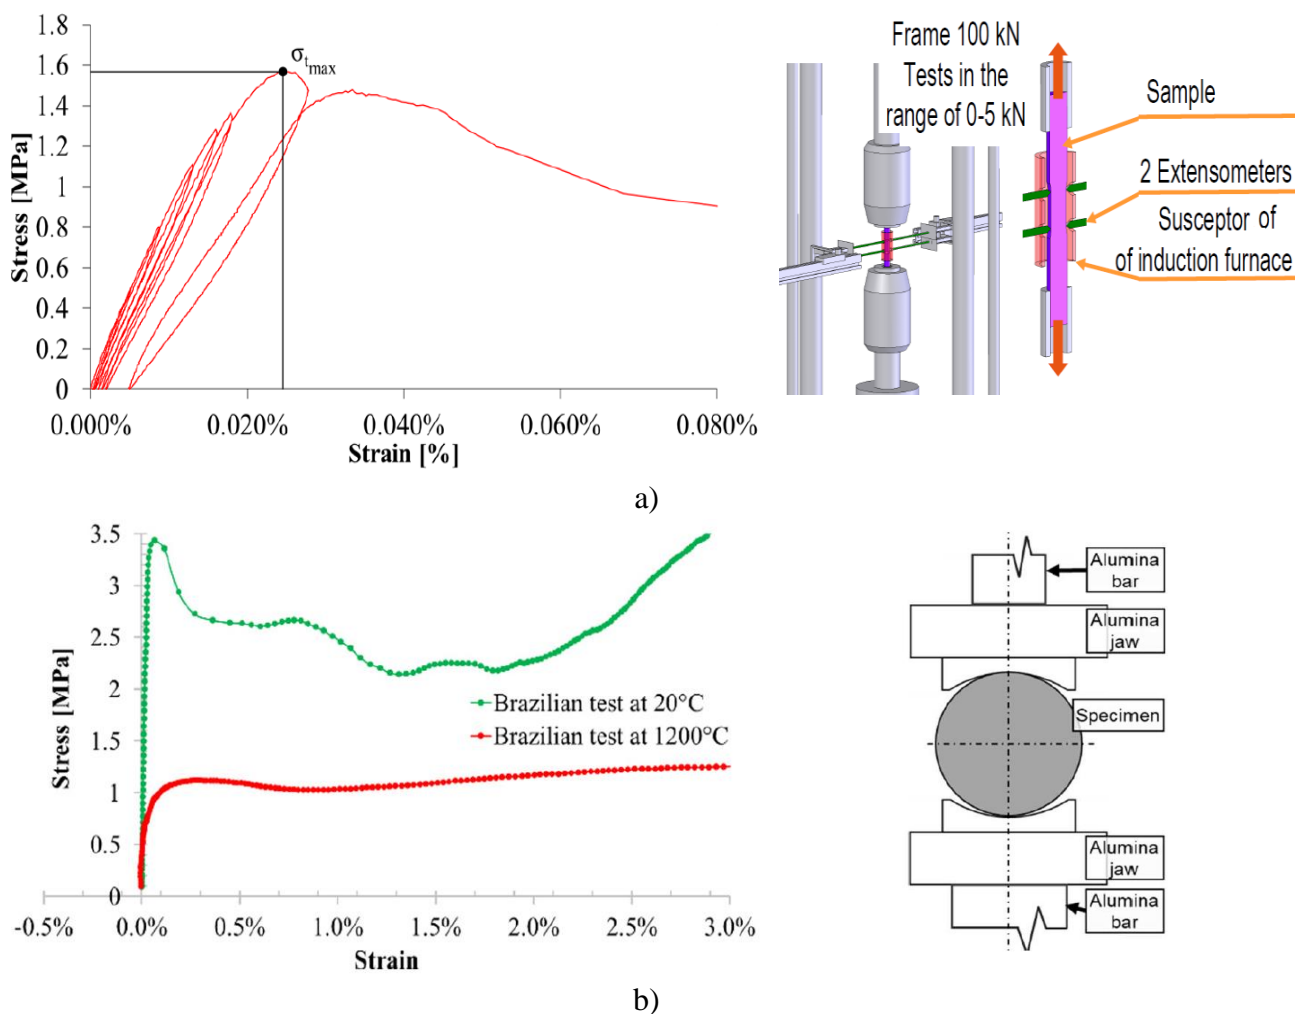 1.8
1.6
1.4
1.2
1
0.8
0.6
0.4
0.2
0
Stress [MPa]
σtmax
0.000%
0.020%
0.040%
0.060%
0.080%
Strain [%]
Frame 100 kN
Tests in the
range of 0-5 kN
Sample
2 Extensometers
Susceptor of
of induction furnace
a)
3.5
3
2.5
2
1.5
1
0.5
0
Stress [MPa]
Brazilian test at 20°C
Brazilian test at 1200°C
-0.5%
0.0%
0.5%
1.0%
1.5%
2.0%
2.5%
3.0%
Strain
Alumina
bar
Alumina
jaw
Specimen
Alumina
jaw
Alumina
bar
b)